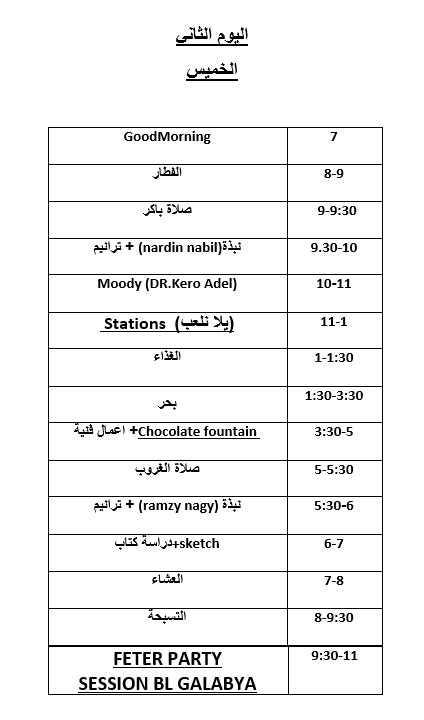 اليوم الثاني
الخميس
GoodMorning 7
الفطار 8-9
صلاة باكر 9-9:30
نبذة(nardin nabil) + ترانيم 9.30-10
Moody (DR.Kero Adel) 10-11
Stations (يلا نلعب) 11-1
الغذاء 1-1:30
بحر 1:30-3:30
Chocolate fountain+ اعمال فنية 3:30-5
صلاة الغروب 5-5:30
نبذة (ramzy nagy) + ترانيم 5:30-6
دراسة كتاب+sketch 6-7
العشاء 7-8
التسبحة 8-9:30
FETER PARTY 9:30-11
SESSION BL GALABYA